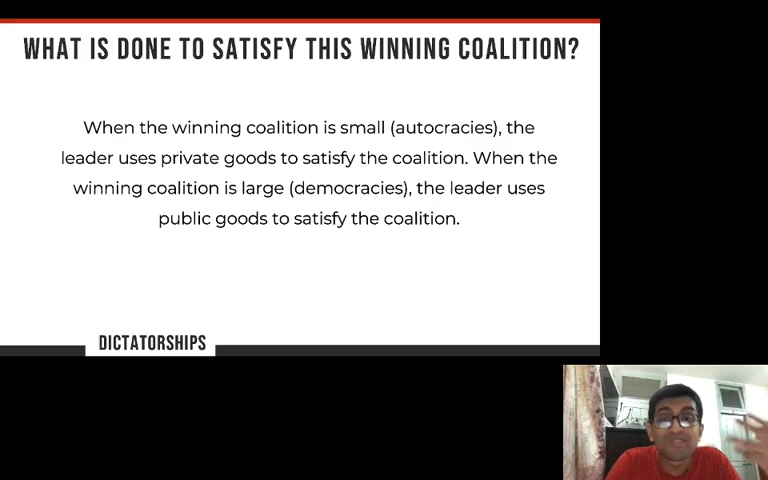 WHAT IS DONE TO SATISFY THIS WINNING COALITION?
When the winning coalition is small (autocracies), the
leader uses private goods to satisfy the coalition. When the
winning coalition is large (democracies), the leader uses
public goods to satisfy the coalition.
DICTATORSHIPS